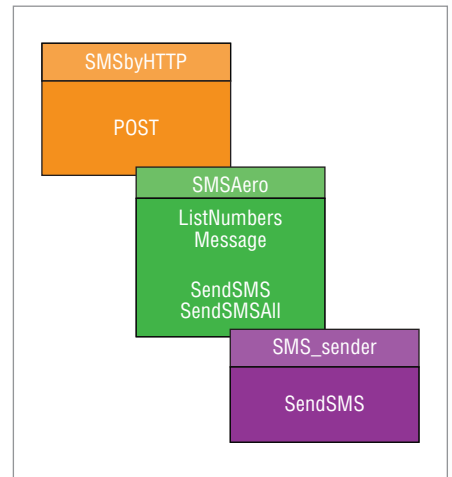 SMSbyHTTP
POST
SMSAero
ListNumbers
Message
SendSMS
SendSMSAll
SMS_sender
SendSMS